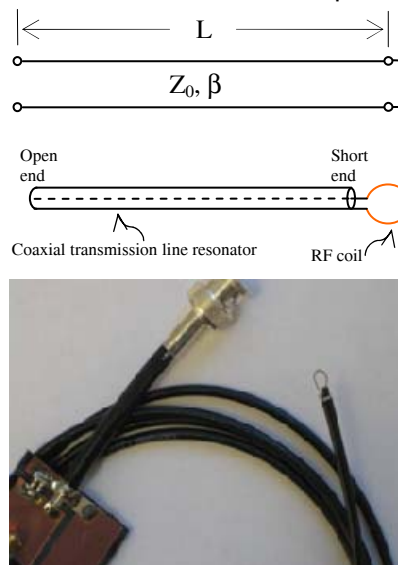 L
Z₀, β
Open
end
Short
end
Coaxial transmission line resonator
RF coil